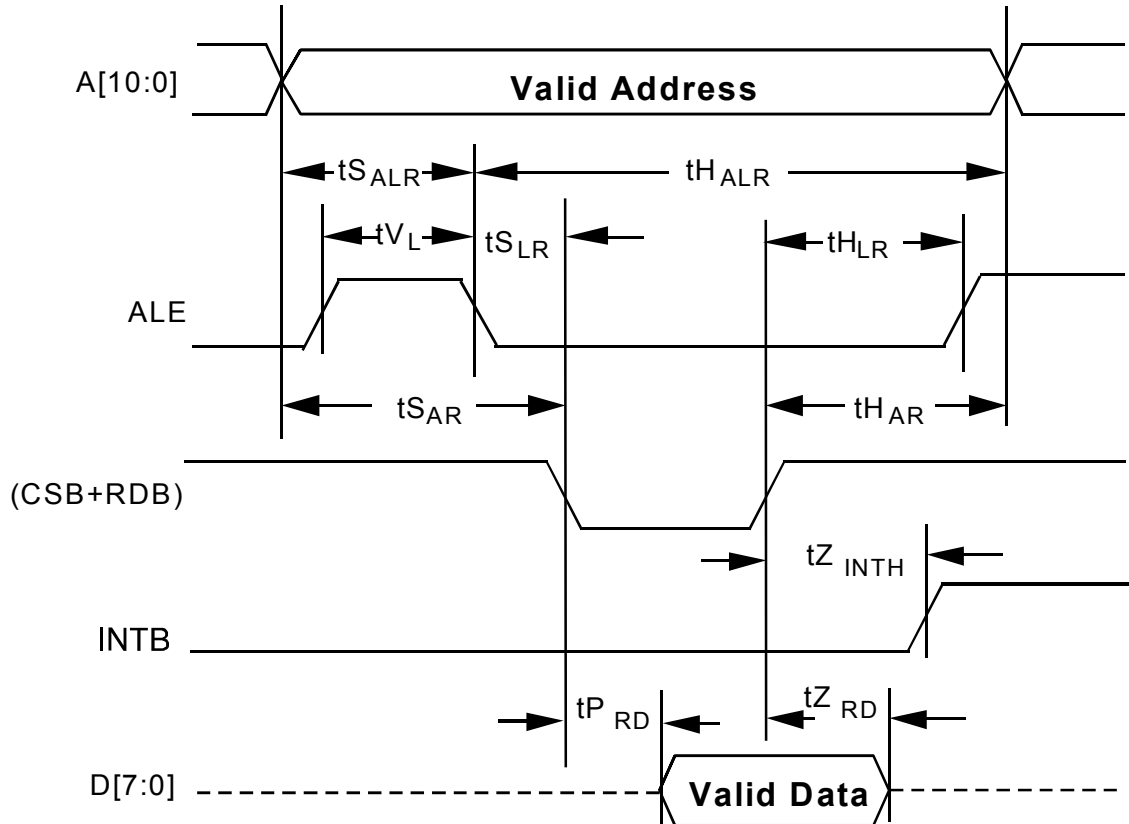 A[10:0]
Valid Address
tS ALR
tH ALR
tV L
tS LR
tH LR
ALE
tS AR
tH AR
(CSB+RDB)
tZ INTH
INTB
tP RD
tZ RD
D[7:0]
Valid Data